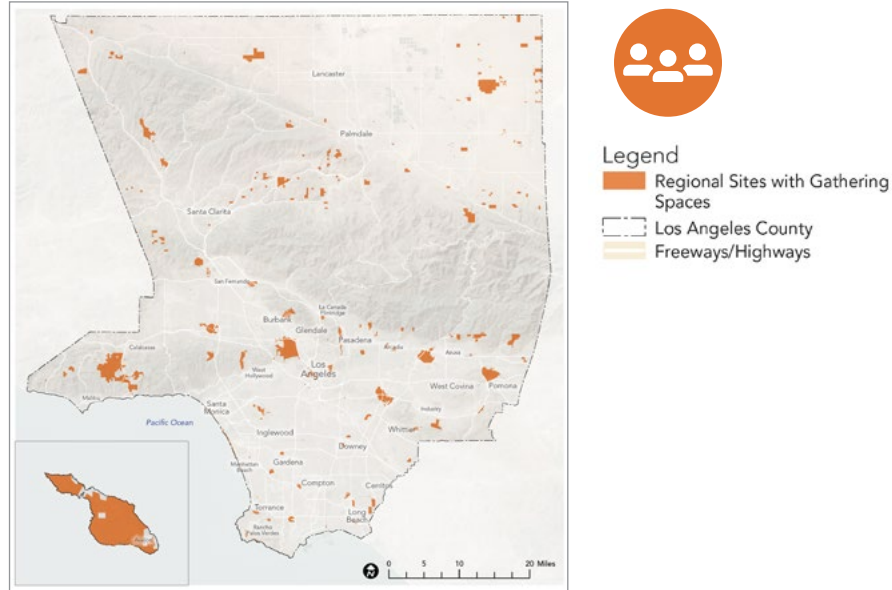 Lancaster
Palmdale
Santa Clarita
San Fernando
La Canada
Flintridge
Burbank
Glendale
Pasadena
Arcadia
Azusa
Calabasas
West
Hollywood
Los
Angeles
West Covina
Pomona
Malibu
Santa
Monica
Industry
Pacific Ocean
Inglewood
Whittier
Downey
Manhattan
Beach
Gardena
Compton
Cerritos
Torrance
Long
Beach
Rancho
Palos Verdes
Avalon
N
0 5 10 20 Miles
Legend
Regional Sites with Gathering
Spaces
Los Angeles County
Freeways/Highways